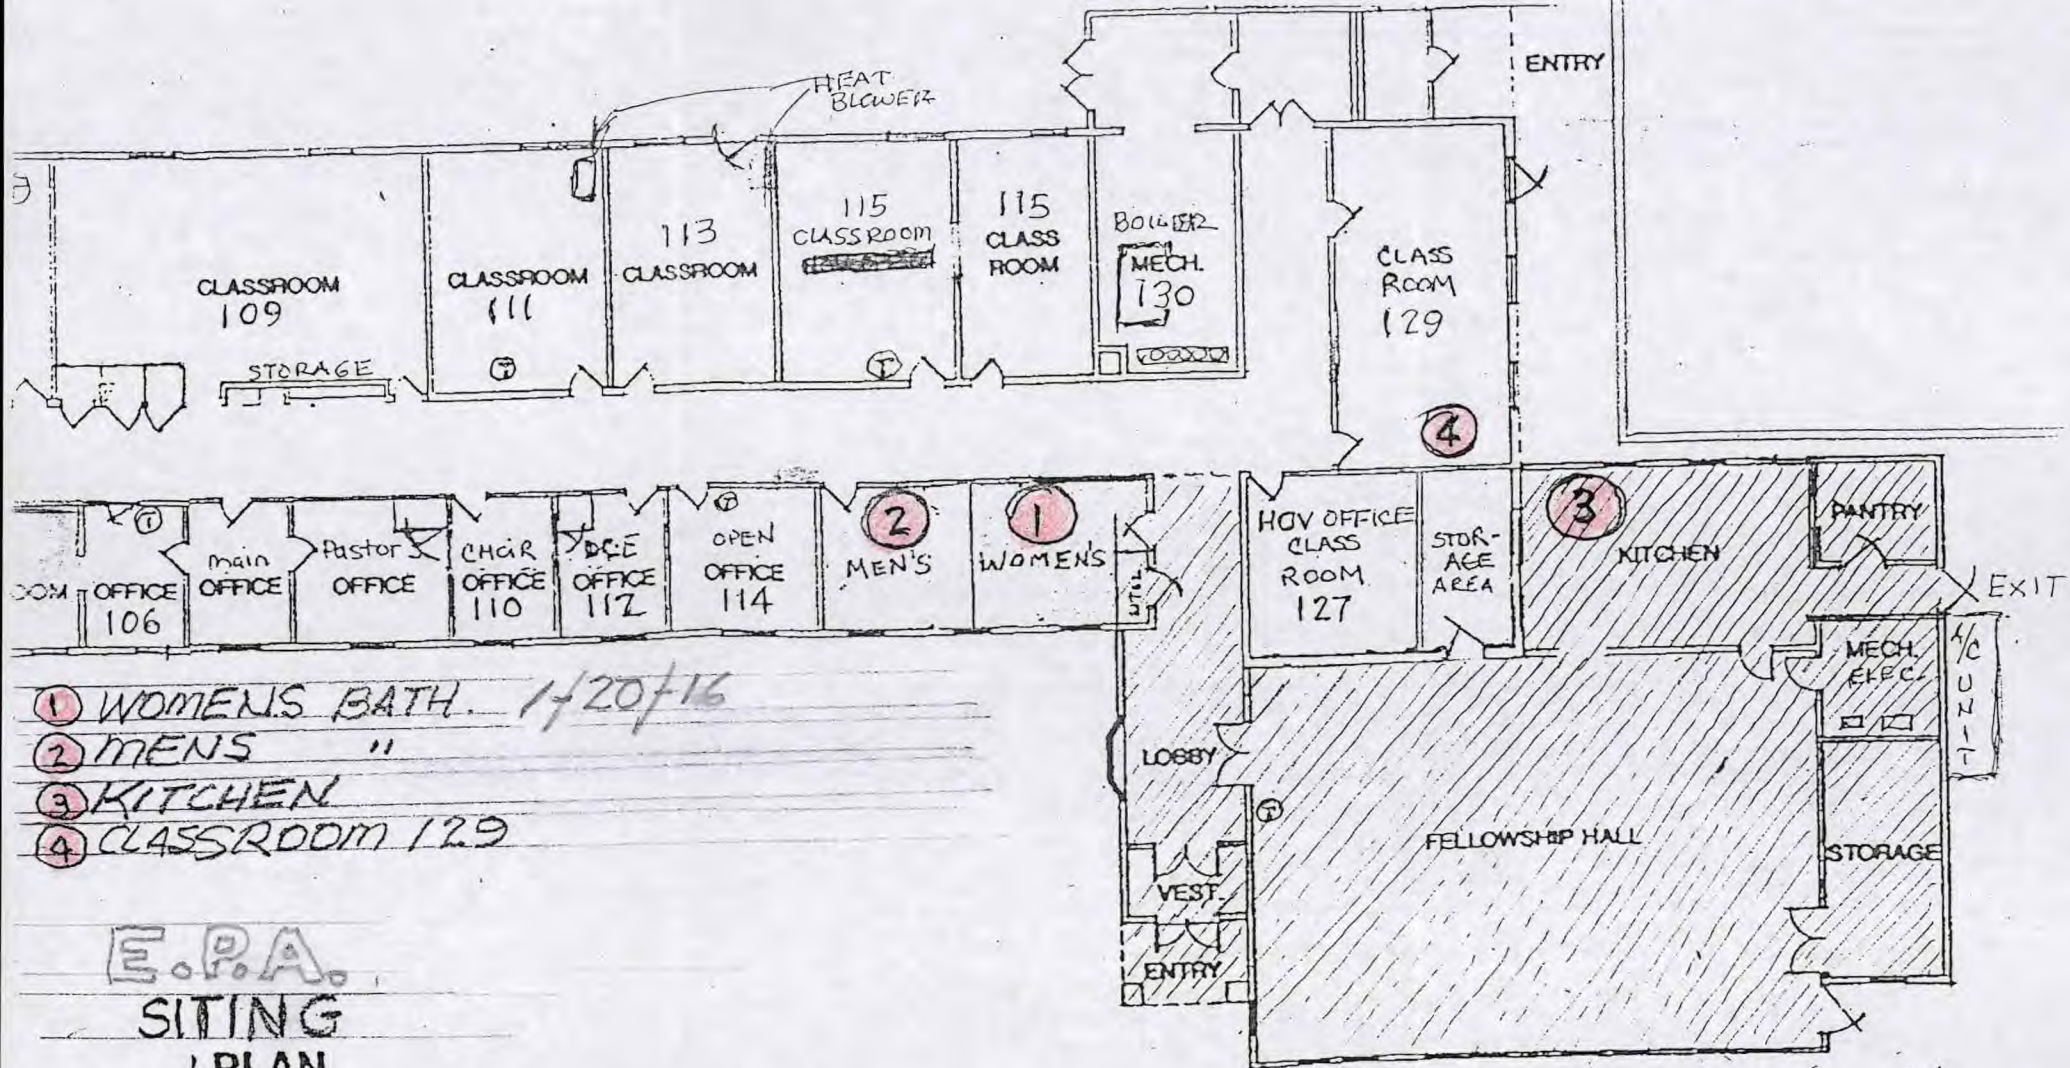 ENTRY
HEAT
BLOWER
CLASSROOM
109
STORAGE
CLASSROOM
111
T
113
CLASSROOM
115
CLASSROOM
T
115
CLASS
ROOM
BOILER
MECH.
130
CLASS
ROOM
129
4
OOM
T
OFFICE
106
main
OFFICE
Pastor
OFFICE
CHOIR
OFFICE
110
DCE
OFFICE
112
T
OPEN
OFFICE
114
2
MEN'S
1
WOMEN'S
UTIL
HOV OFFICE
CLASS
ROOM
127
STOR-
AGE
AREA
3
KITCHEN
PANTRY
EXIT
MECH.
ELEC.
A/C
UNIT
1 WOMENS BATH. 1/20/16
2 MENS "
3 KITCHEN
4 CLASSROOM 129
LOBBY
T
FELLOWSHIP HALL
STORAGE
VEST.
ENTRY
E.P.A.
SITING
PLAN